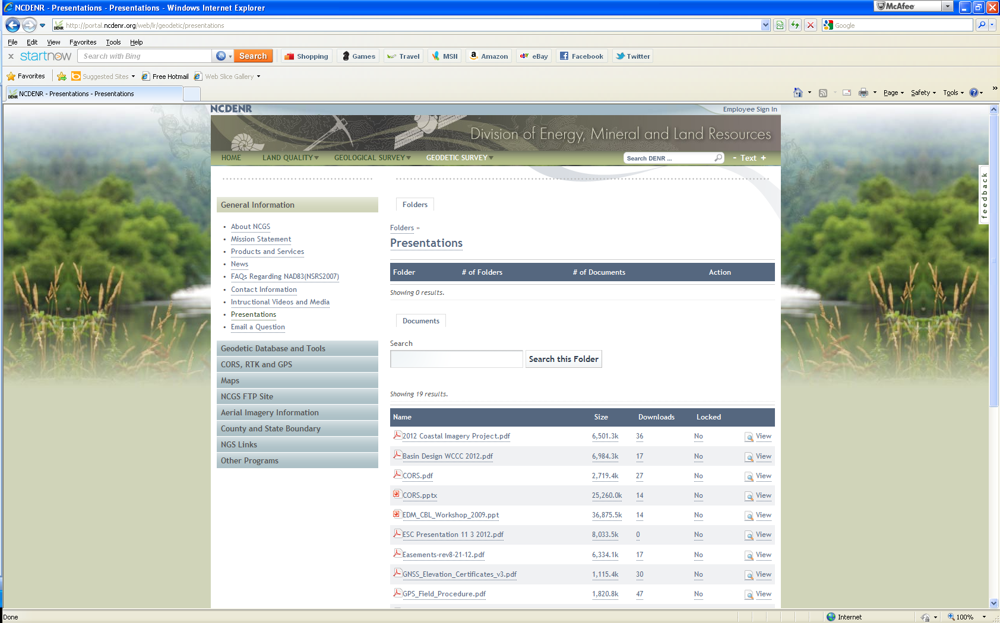 NCDENR - Presentations - Presentations - Windows Internet Explorer
McAfee
DENR http://portal.ncdenr.org/web/lr/geodetic/presentations
Google
File Edit View Favorites Tools Help
x startnow Search with Bing Search Shopping Games Travel MSN Amazon eBay Facebook Twitter
Favorites Suggested Sites Free Hotmail Web Slice Gallery
DENR NCDENR - Presentations - Presentations
Page Safety Tools
NCDENR
Employee Sign In
Division of Energy, Mineral and Land Resources
HOME LAND QUALITY GEOLOGICAL SURVEY GEODETIC SURVEY
Search DENR ...
- Text +
feedback
General Information
• About NCGS
• Mission Statement
• Products and Services
• News
• FAQs Regarding NAD83(NSRS2007)
• Contact Information
• Intructional Videos and Media
• Presentations
• Email a Question
Geodetic Database and Tools
CORS, RTK and GPS
Maps
NCGS FTP Site
Aerial Imagery Information
County and State Boundary
NGS Links
Other Programs
Folders
Folders »
Presentations
Folder # of Folders # of Documents Action
Showing 0 results.
Documents
Search
Search this Folder
Showing 19 results.
Name Size Downloads Locked
2012 Coastal Imagery Project.pdf 6,501.3k 36 No View
Basin Design WCCC 2012.pdf 6,984.3k 17 No View
CORS.pdf 2,719.4k 27 No View
CORS.pptx 25,260.0k 14 No View
EDM_CBL_Workshop_2009.ppt 36,875.5k 14 No View
ESC Presentation 11 3 2012.pdf 8,033.5k 0 No View
Easements-rev8-21-12.pdf 6,334.1k 17 No View
GNSS_Elevation_Certificates_v3.pdf 1,115.4k 30 No View
GPS_Field_Procedure.pdf 1,820.8k 47 No View
Done
Internet
100%